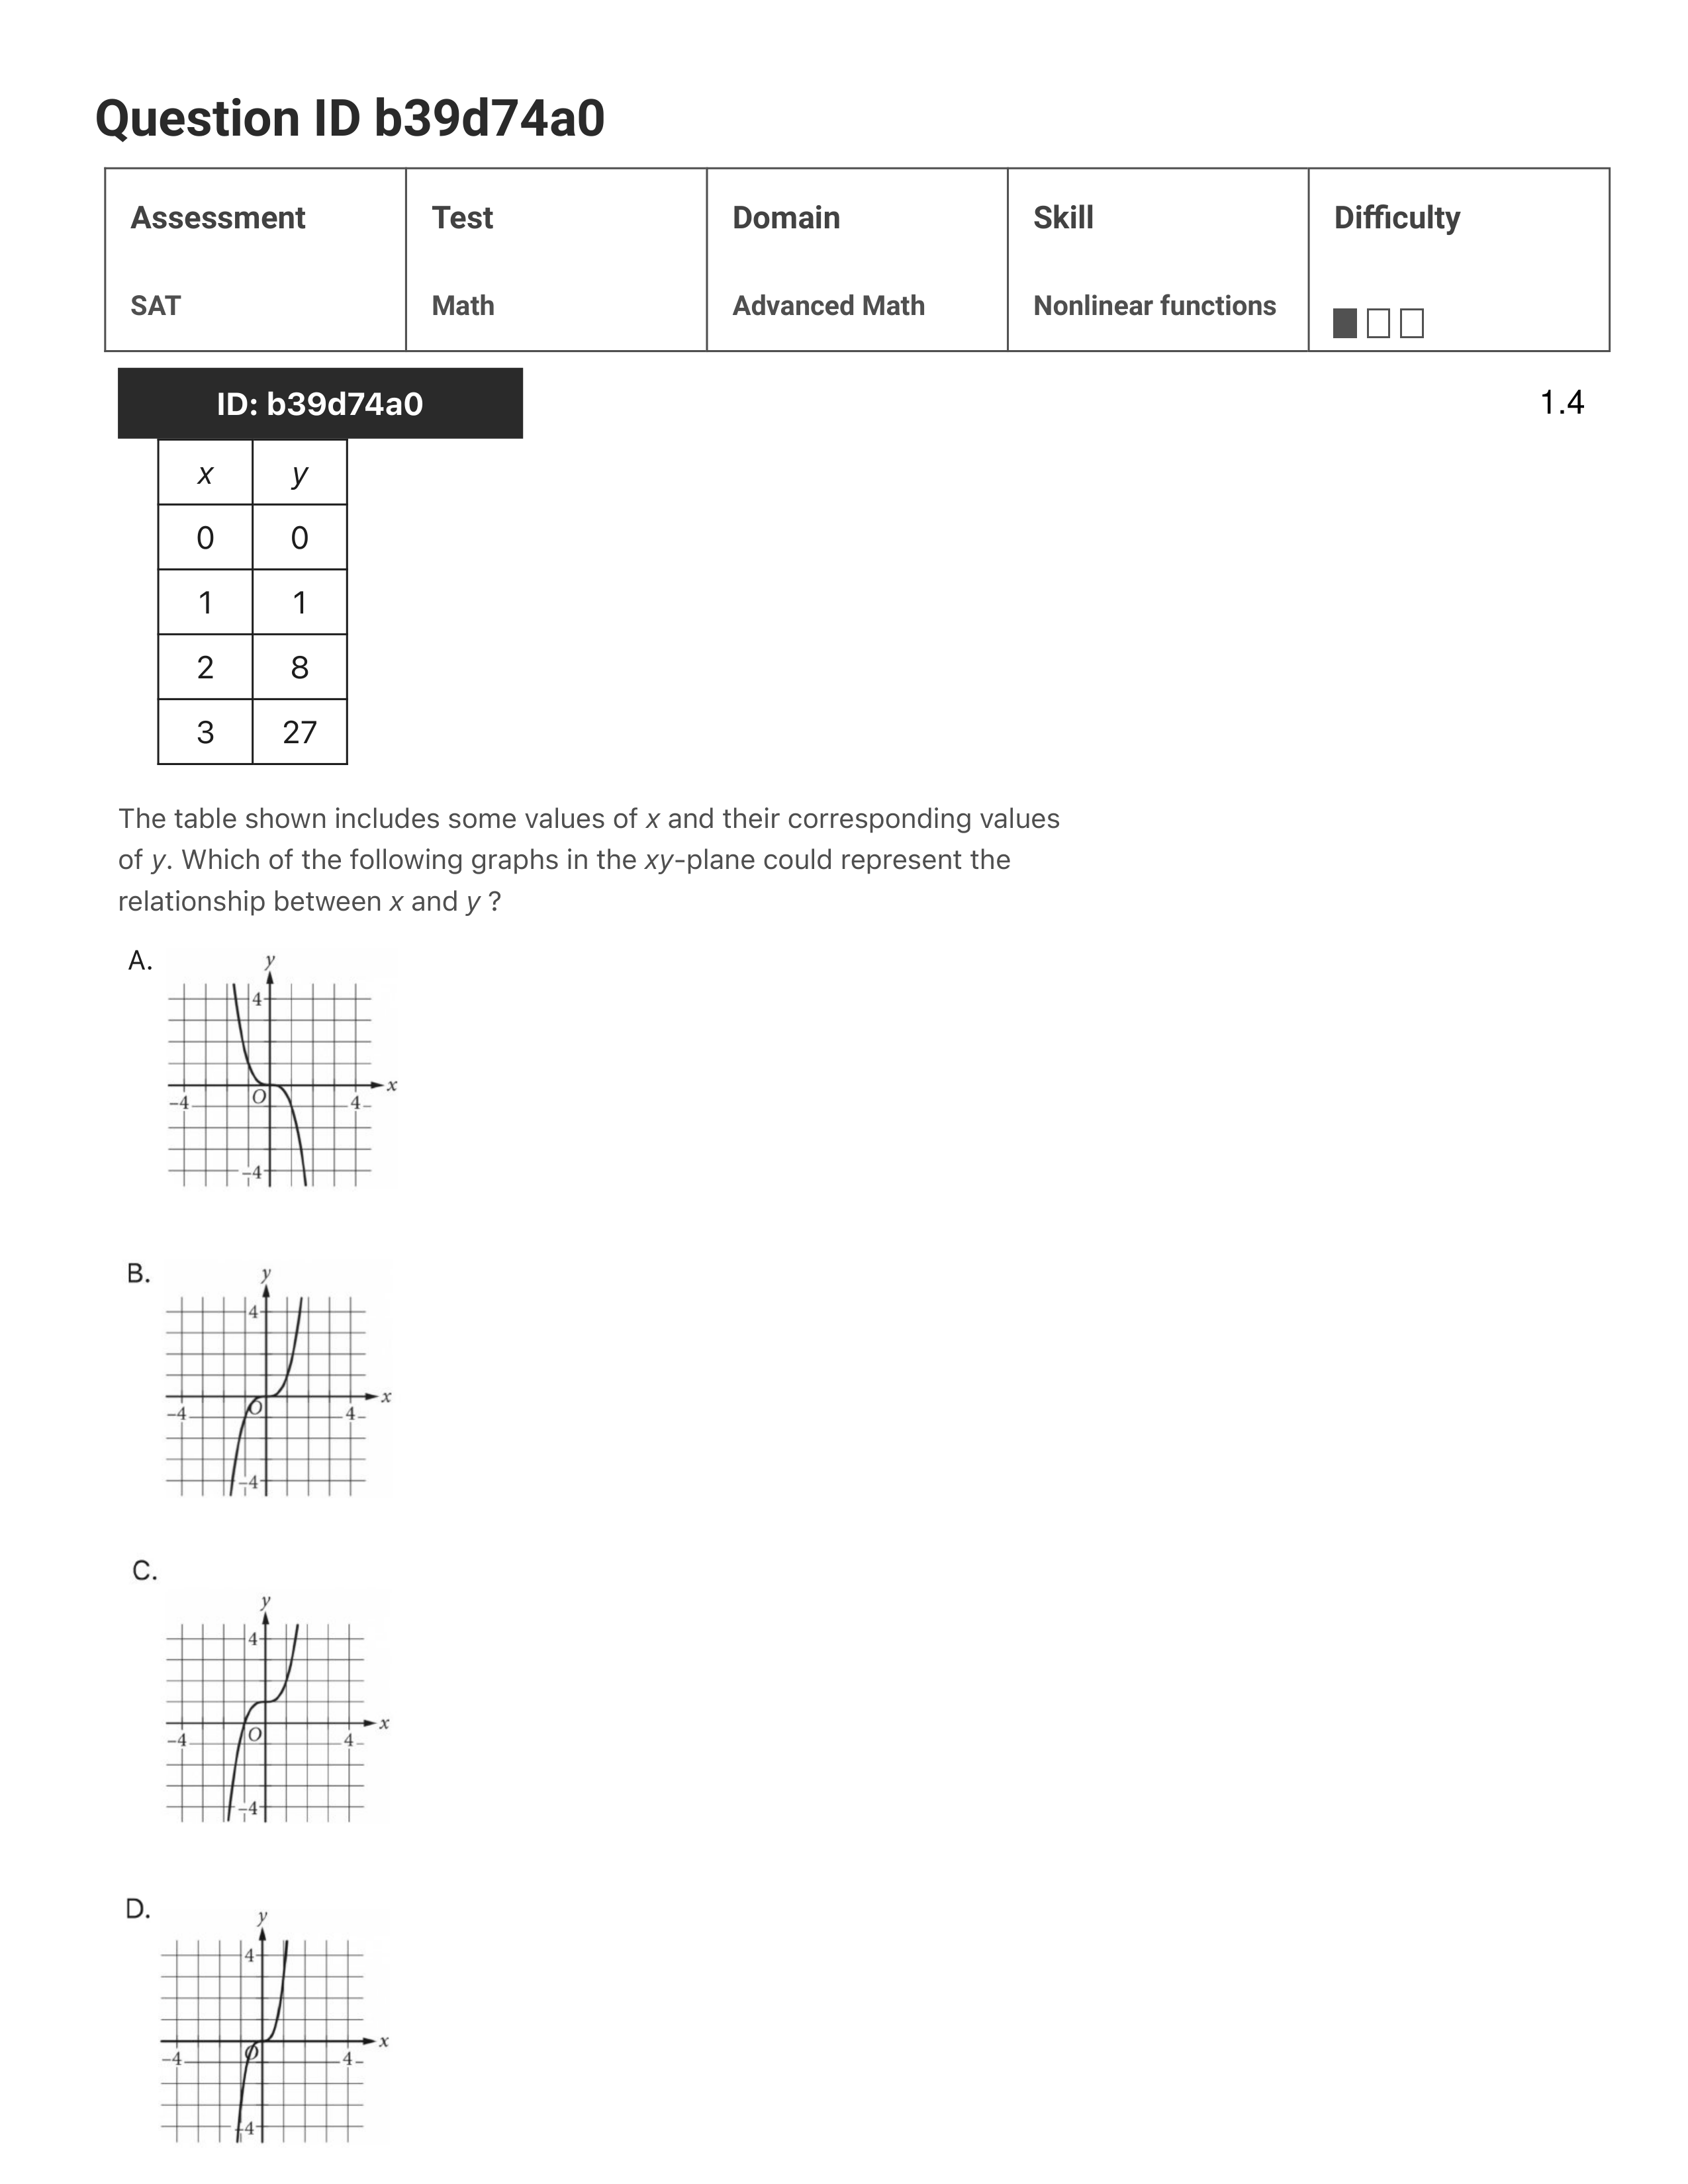 Question ID b39d74a0
Assessment Test Domain Skill Difficulty
SAT Math Advanced Math Nonlinear functions
ID: b39d74a0 1.4
x y
0 0
1 1
2 8
3 27
The table shown includes some values of x and their corresponding values
of y. Which of the following graphs in the xy-plane could represent the
relationship between x and y ?
A.
y
4
x
−4 O 4
−4
B.
y
4
x
−4 O 4
−4
C.
y
4
x
−4 O 4
−4
D.
y
4
x
−4 O 4
−4